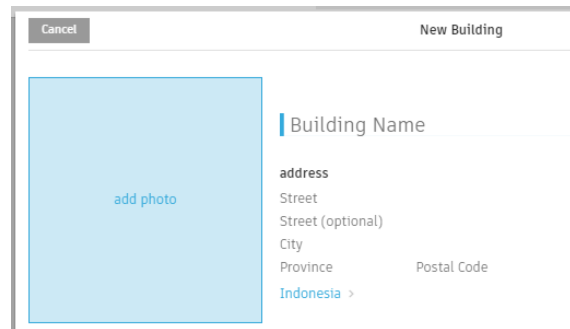 Cancel New Building
Building Name
add photo
address
Street
Street (optional)
City
Province Postal Code
Indonesia >